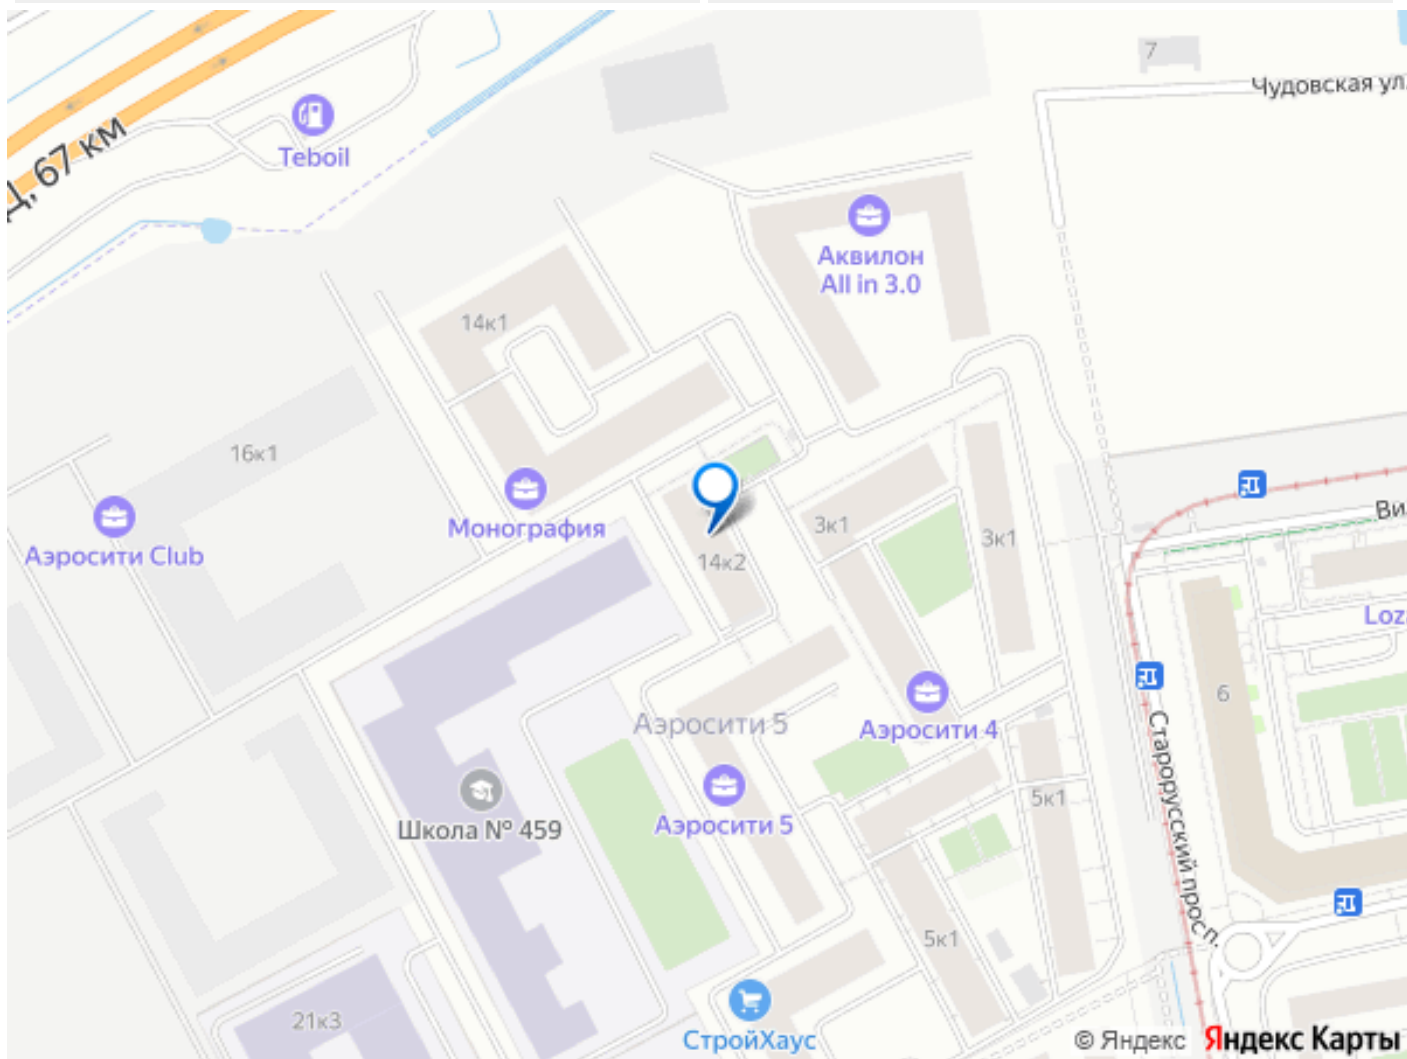 7
Чудовская ул.
Д, 67 км
Teboil
Аквилон
All in 3.0
14к1
16к1
Монография
Аэросити Club
3к1
3к1
14к2
Ви
Loz
6
Аэросити 5
Аэросити 4
Аэросити 5
Школа № 459
5к1
Старорусский просп.
5к1
21к3
СтройХаус
© Яндекс
Яндекс Карты